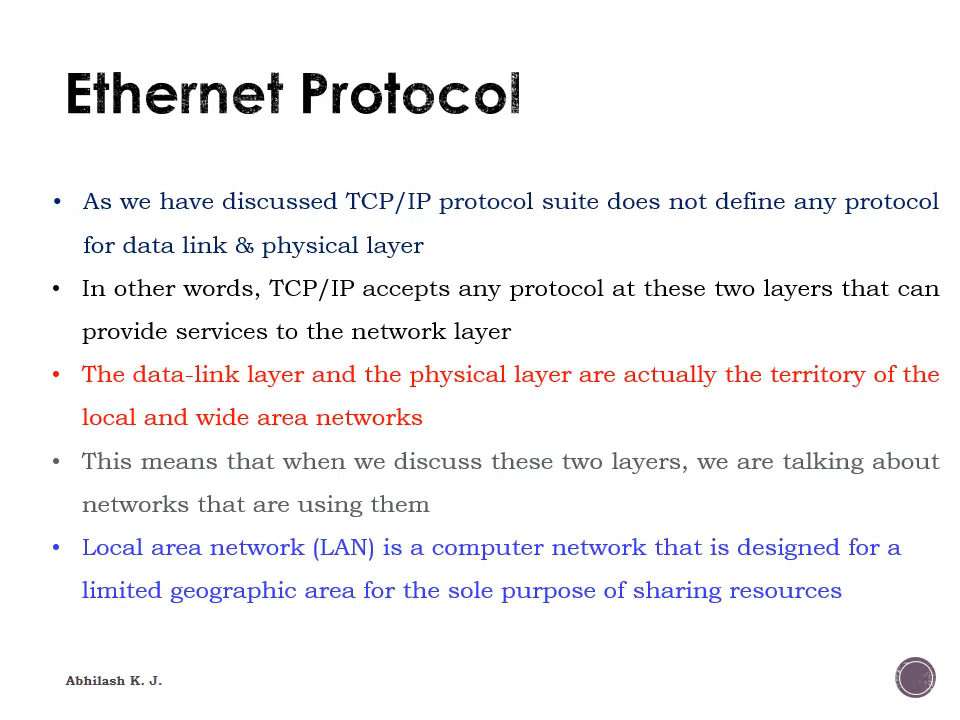 Ethernet Protocol
• As we have discussed TCP/IP protocol suite does not define any protocol
for data link & physical layer
• In other words, TCP/IP accepts any protocol at these two layers that can
provide services to the network layer
• The data-link layer and the physical layer are actually the territory of the
local and wide area networks
• This means that when we discuss these two layers, we are talking about
networks that are using them
• Local area network (LAN) is a computer network that is designed for a
limited geographic area for the sole purpose of sharing resources
Abhilash K. J.